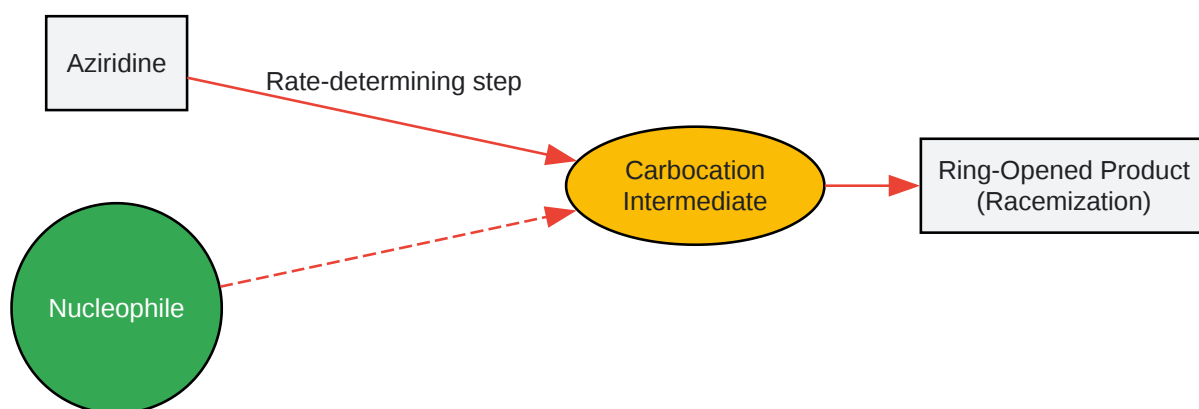 Aziridine
Rate-determining step
Carbocation
Intermediate
Ring-Opened Product
(Racemization)
Nucleophile